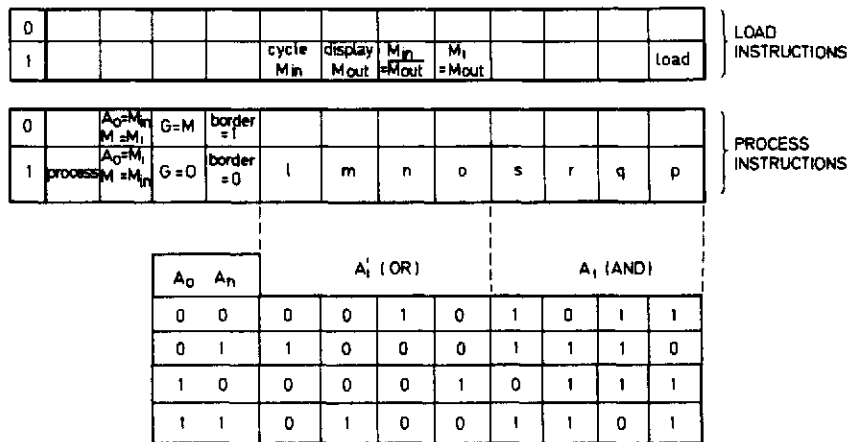 0
LOAD INSTRUCTIONS
1 cycle Min display Mout Min =Mout M1 =Mout load
0 A0=Min M =M1 G=M border =1
PROCESS INSTRUCTIONS
1 process A0=M1 M =Min G=0 border =0 l m n o s r q p
A0 An A1' (OR) A1 (AND)
0 0 0 0 1 0 1 0 1 1
0 1 1 0 0 0 1 1 1 0
1 0 0 0 0 1 0 1 1 1
1 1 0 1 0 0 1 1 0 1